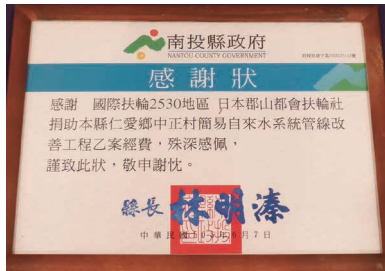 南投縣政府
NANTOU COUNTY GOVERNMENT
感謝狀
感謝 國際扶輪2530地區 日本郡山都會扶輪社
捐助本縣仁愛鄉中正村簡易自來水系統管線改
善工程乙案經費,殊深感佩,
謹致此狀,敬申謝忱。
縣長 林明溱
中華民國
月7日